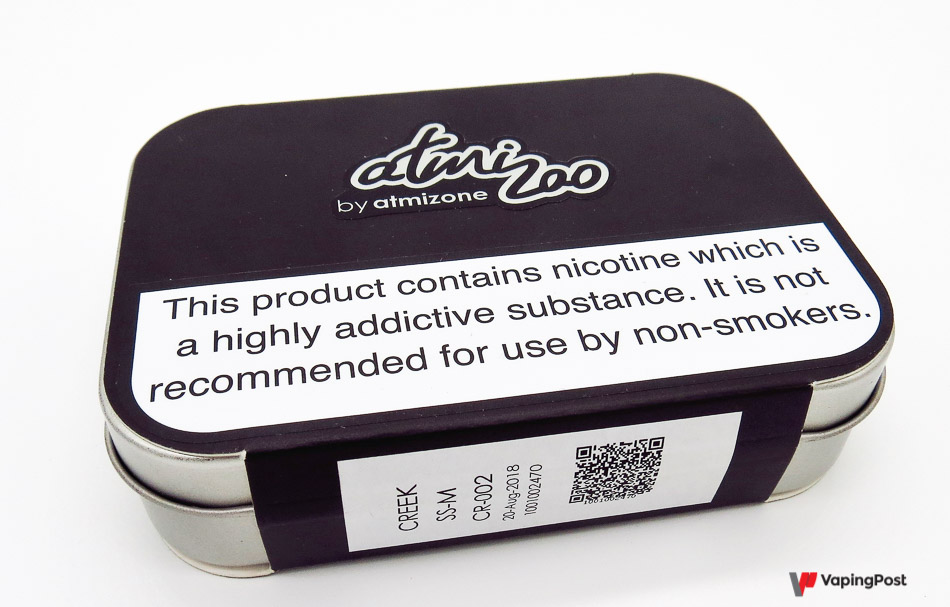 atmizoo
by atmizone
This product contains nicotine which is
a highly addictive substance. It is not
recommended for use by non-smokers.
CREEK
SS-M
CR-002
20-Aug-2018
1001002470
VapingPost